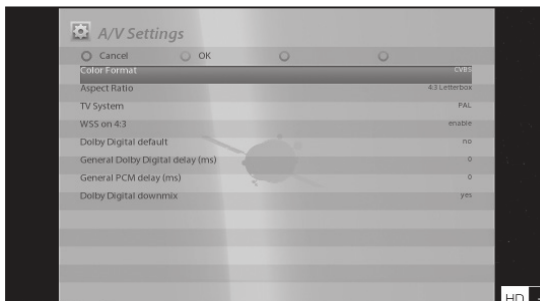 A/V Settings
Cancel OK
Color Format CVBS
Aspect Ratio 4:3 Letterbox
TV System PAL
WSS on 4:3 enable
Dolby Digital default no
General Dolby Digital delay (ms) 0
General PCM delay (ms) 0
Dolby Digital downmix yes
HD